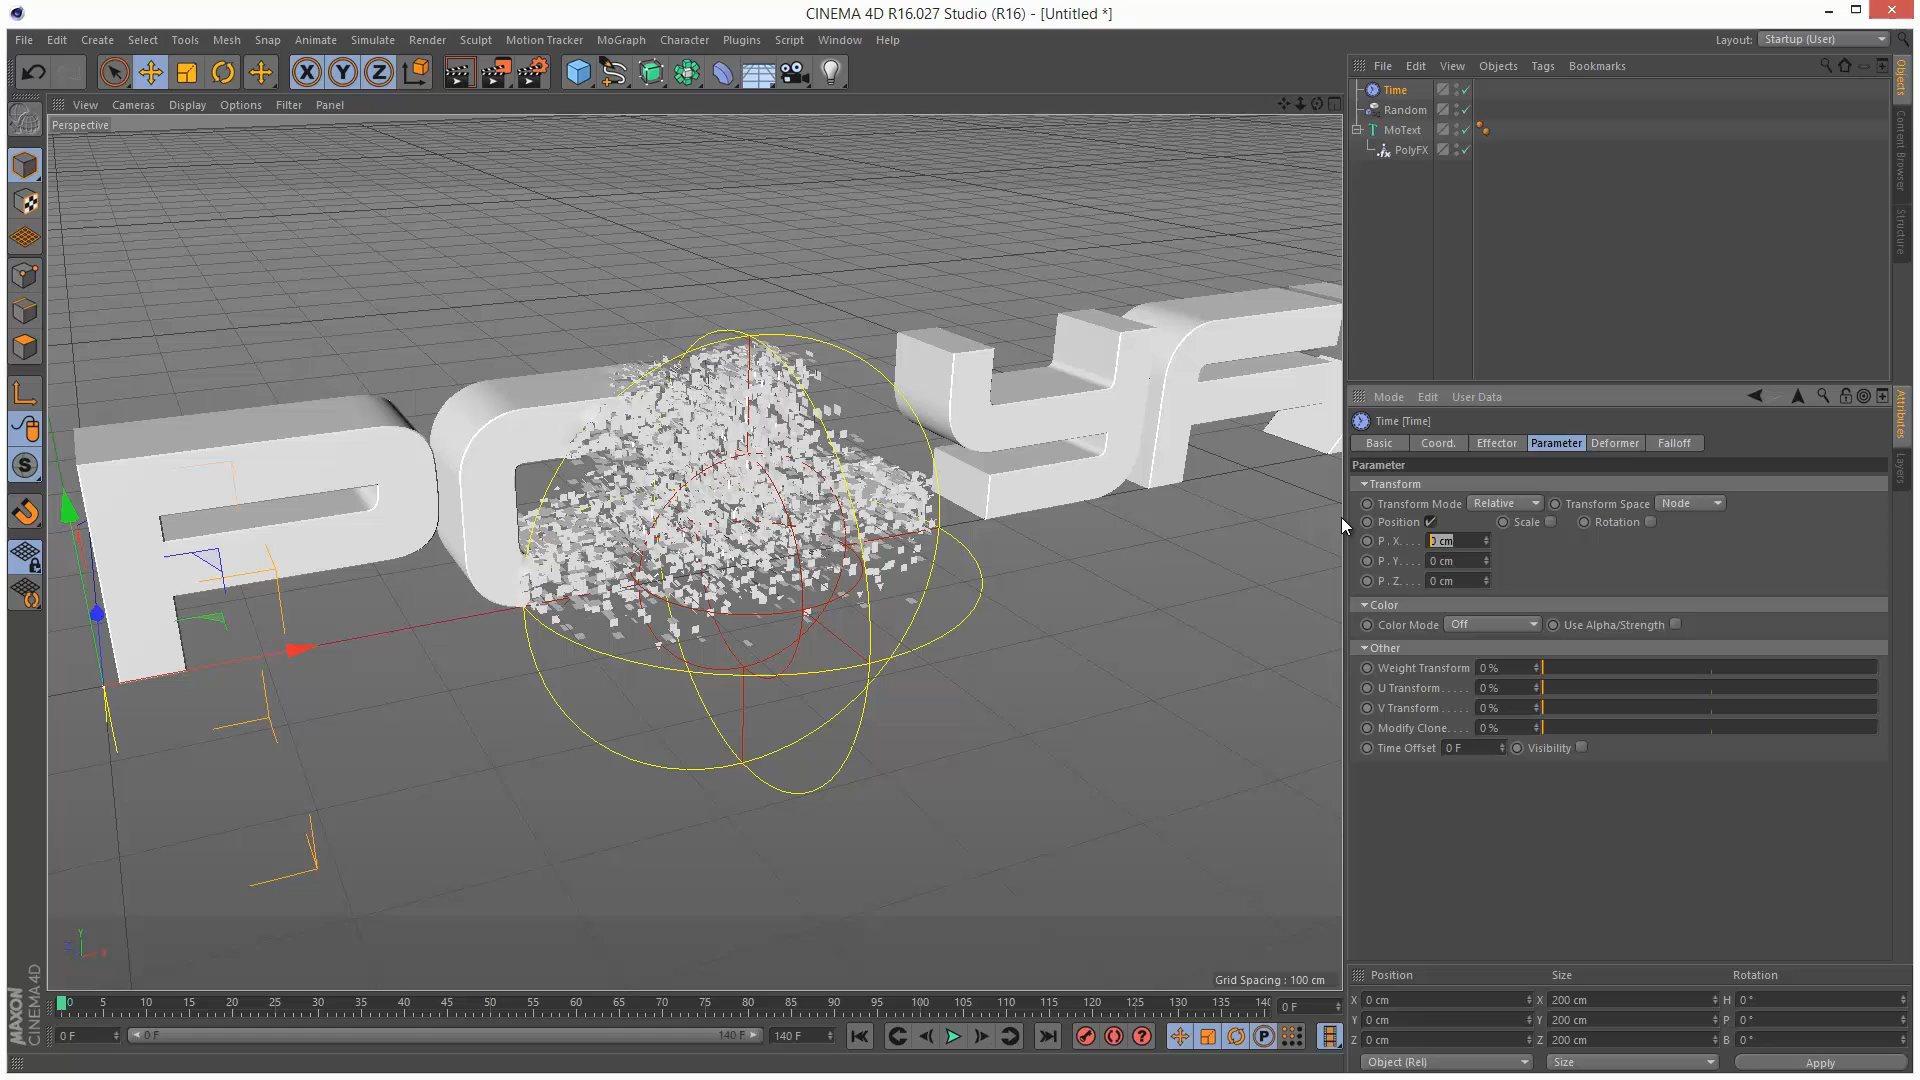 CINEMA 4D R16.027 Studio (R16) - [Untitled *]
File Edit Create Select Tools Mesh Snap Animate Simulate Render Sculpt Motion Tracker MoGraph Character Plugins Script Window Help
Layout: Startup (User)
X Y Z
View Cameras Display Options Filter Panel
Perspective
File Edit View Objects Tags Bookmarks
Time
Random
MoText
PolyFX
Objects
Content Browser
Structure
Mode Edit User Data
Time [Time]
Basic Coord. Effector Parameter Deformer Falloff
Parameter
Transform
Transform Mode Relative Transform Space Node
Position Scale Rotation
P . X. . . . 0 cm
P . Y. . . . 0 cm
P . Z. . . . 0 cm
Color
Color Mode Off Use Alpha/Strength
Other
Weight Transform 0 %
U Transform. . . . . 0 %
V Transform. . . . . 0 %
Modify Clone. . . . 0 %
Time Offset 0 F Visibility
Attributes
Layers
Y
Z X
Grid Spacing : 100 cm
0 5 10 15 20 25 30 35 40 45 50 55 60 65 70 75 80 85 90 95 100 105 110 115 120 125 130 135 140 0 F
0 F 0 F 140 F 140 F
Position Size Rotation
X 0 cm X 200 cm H 0 °
Y 0 cm Y 200 cm P 0 °
Z 0 cm Z 200 cm B 0 °
Object (Rel) Size Apply
MAXON
CINEMA 4D